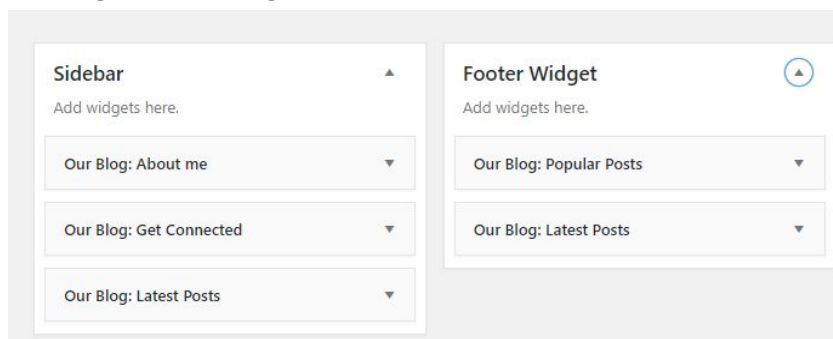 Sidebar
Add widgets here.
Our Blog: About me
Our Blog: Get Connected
Our Blog: Latest Posts
Footer Widget
Add widgets here.
Our Blog: Popular Posts
Our Blog: Latest Posts